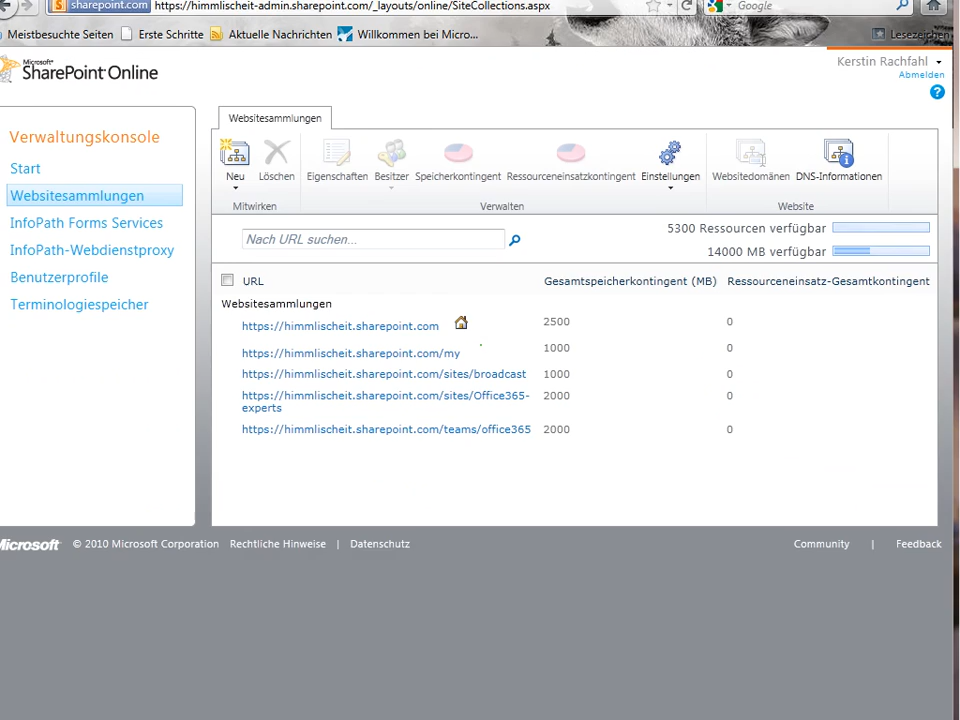 sharepoint.com https://himmlischeit-admin.sharepoint.com/_layouts/online/SiteCollections.aspx Google
Meistbesuchte Seiten Erste Schritte Aktuelle Nachrichten Willkommen bei Micro... Lesezeichen
Kerstin Rachfahl
Microsoft
SharePoint Online
Abmelden
Websitesammlungen
Verwaltungskonsole
Start
Websitesammlungen
InfoPath Forms Services
InfoPath-Webdienstproxy
Benutzerprofile
Terminologiespeicher
Neu Löschen Eigenschaften Besitzer Speicherkontingent Ressourceneinsatzkontingent Einstellungen Websitedomänen DNS-Informationen
Mitwirken Verwalten Website
5300 Ressourcen verfügbar
Nach URL suchen...
14000 MB verfügbar
URL Gesamtspeicherkontingent (MB) Ressourceneinsatz-Gesamtkontingent
Websitesammlungen
https://himmlischeit.sharepoint.com 2500 0
https://himmlischeit.sharepoint.com/my 1000 0
https://himmlischeit.sharepoint.com/sites/broadcast 1000 0
https://himmlischeit.sharepoint.com/sites/Office365- 2000 0
experts
https://himmlischeit.sharepoint.com/teams/office365 2000 0
Microsoft © 2010 Microsoft Corporation Rechtliche Hinweise | Datenschutz Community | Feedback